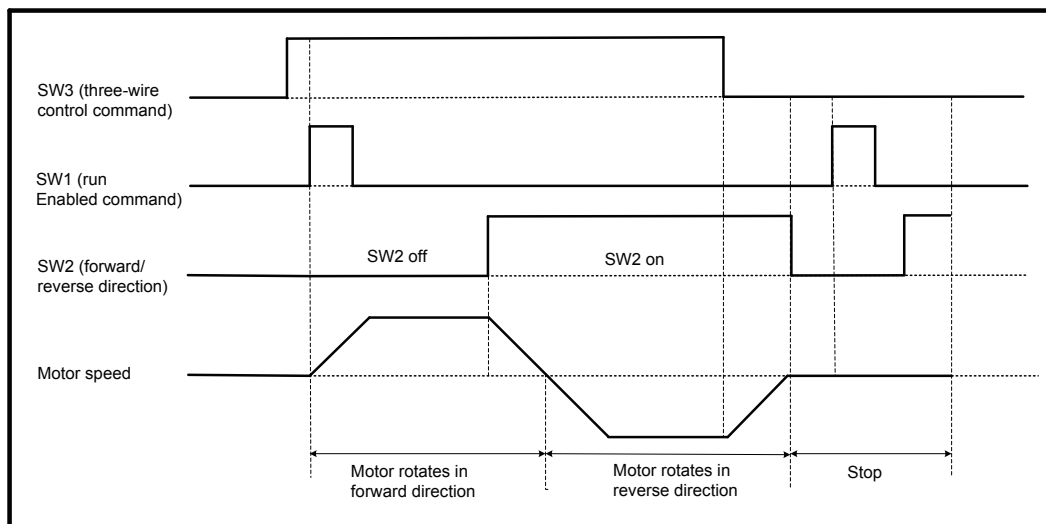 SW3 (three-wire
control command)
SW1 (run
Enabled command)
SW2 (forward/
reverse direction)
SW2 off
SW2 on
Motor speed
Motor rotates in
forward direction
Motor rotates in
reverse direction
Stop